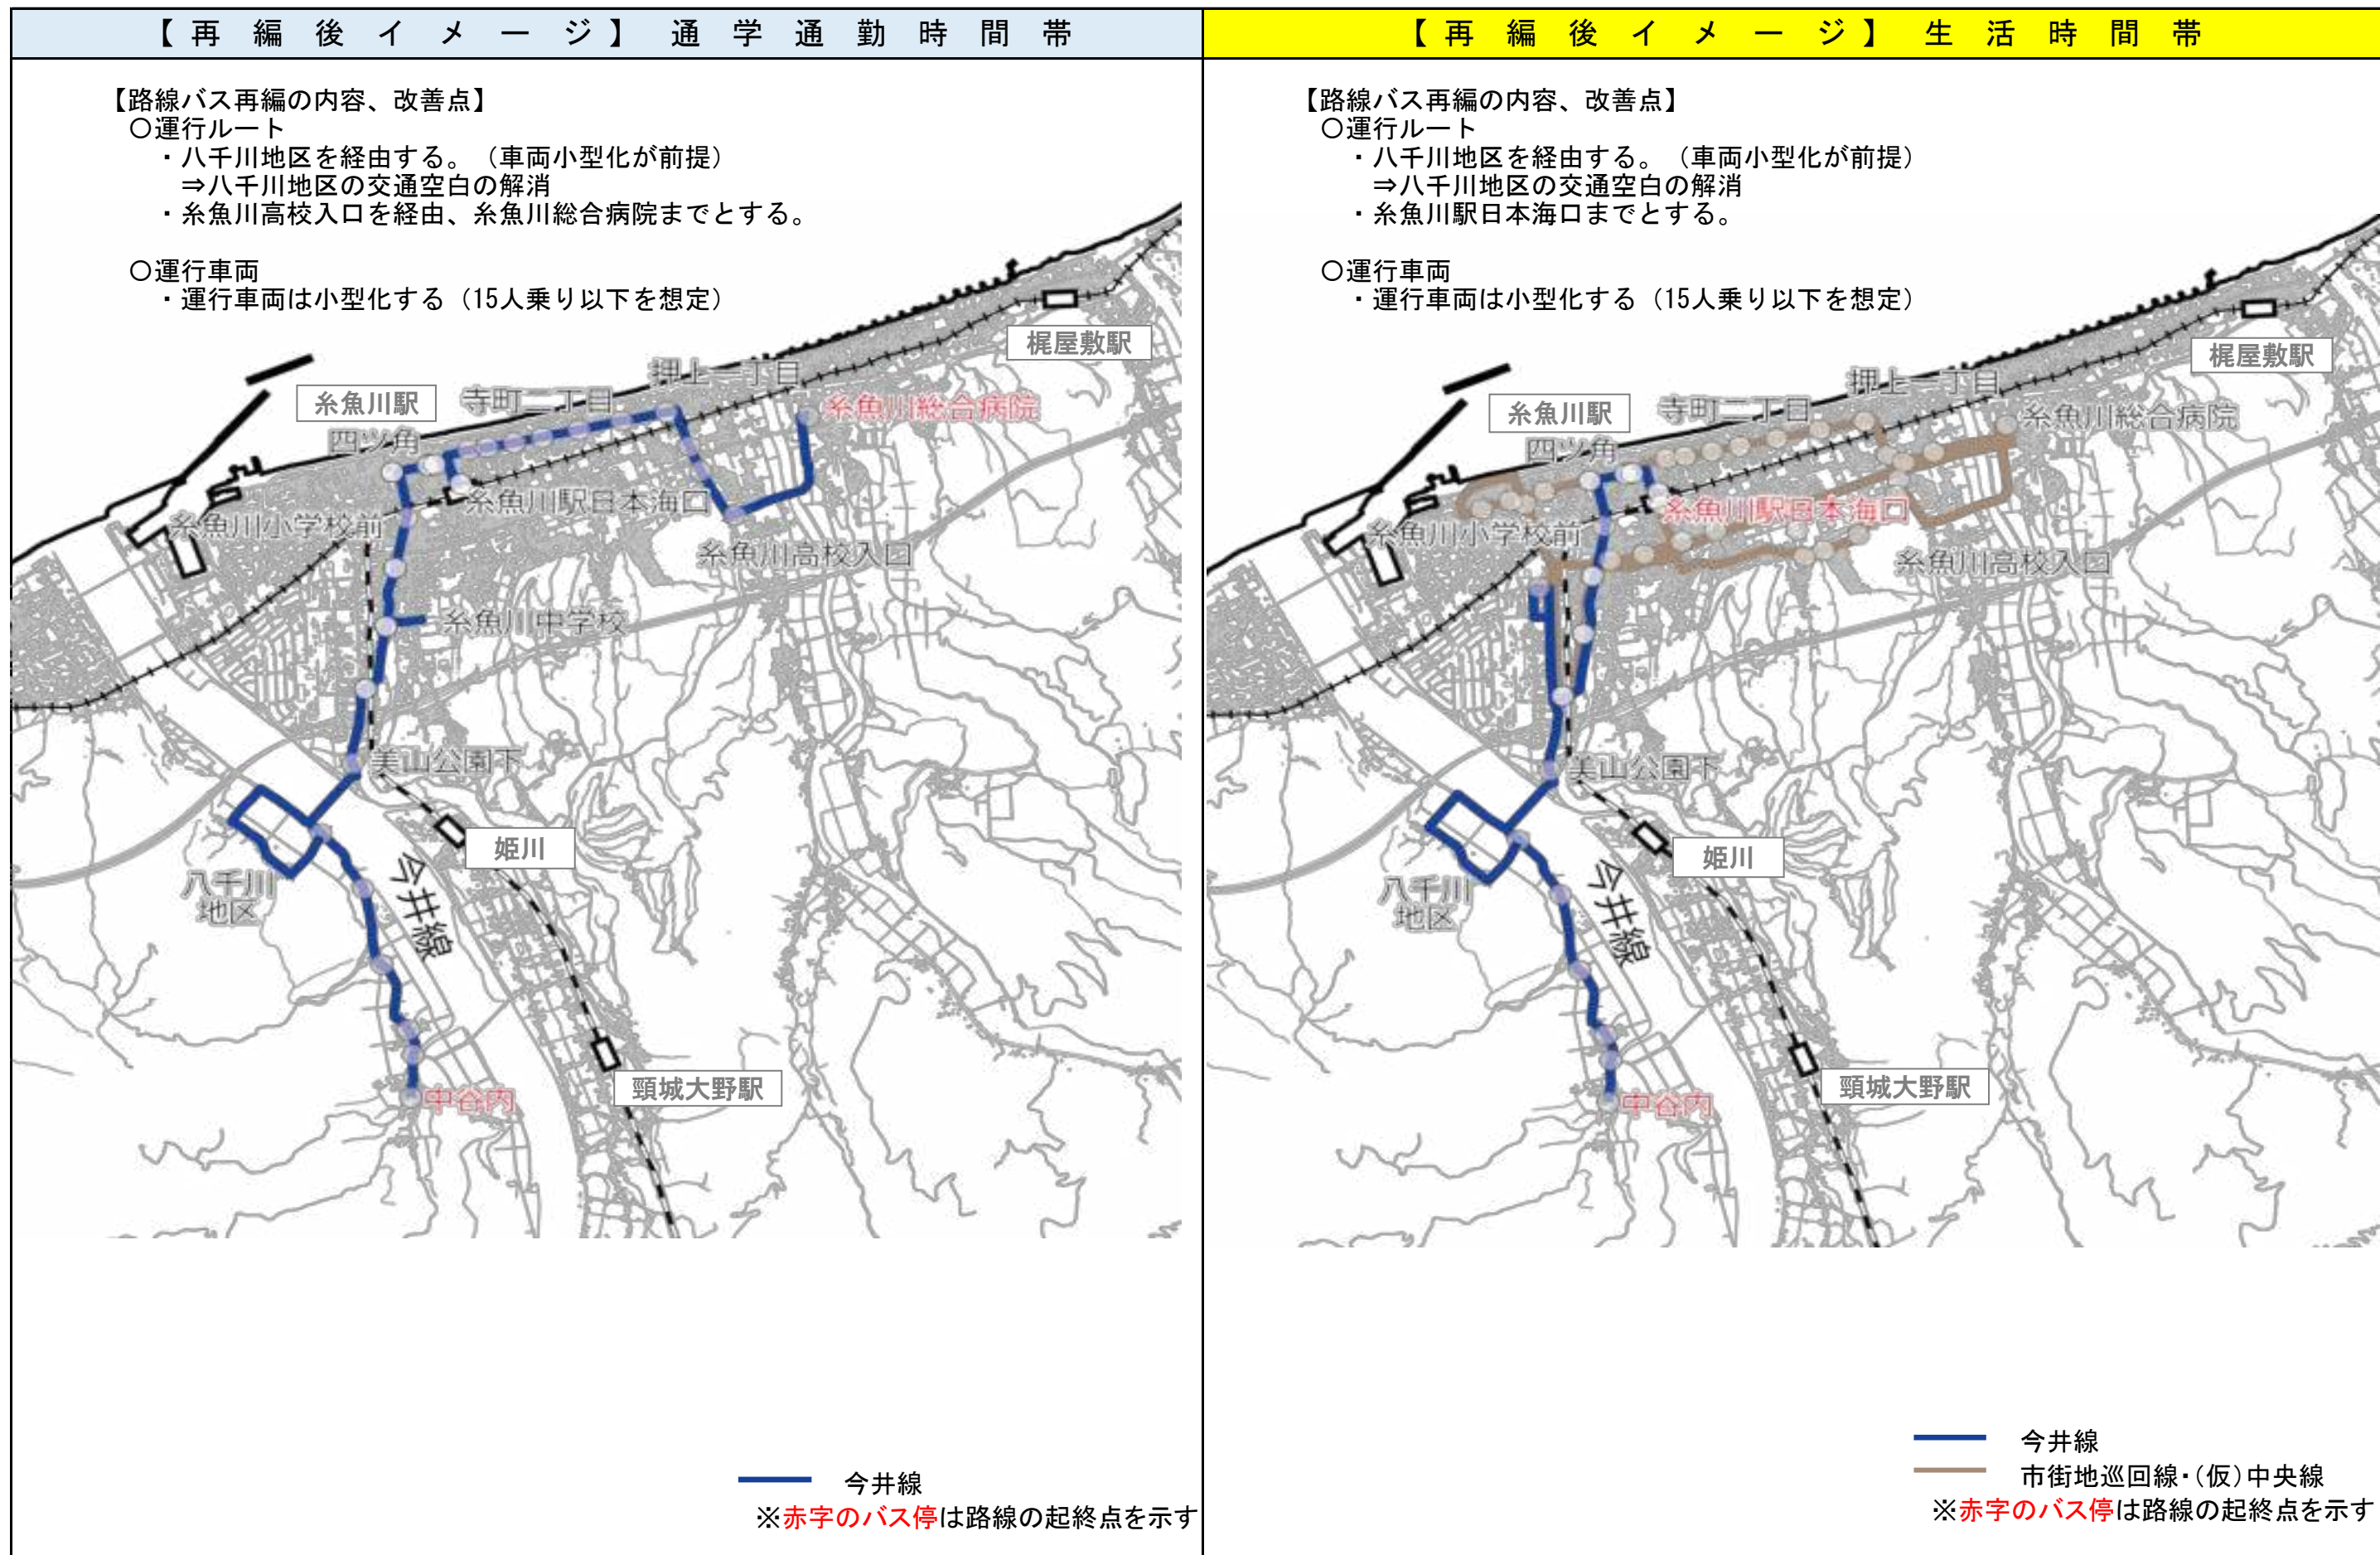 【再編後イメージ】通学通勤時間帯
【路線バス再編の内容、改善点】
○運行ルート
・八千川地区を経由する。（車両小型化が前提）
⇒八千川地区の交通空白の解消
・糸魚川高校入口を経由、糸魚川総合病院までとする。
○運行車両
・運行車両は小型化する（15人乗り以下を想定）
梶屋敷駅
押上一丁目
糸魚川駅
寺町二丁目
糸魚川総合病院
四ツ角
糸魚川駅日本海口
糸魚川小学校前
糸魚川高校入口
糸魚川中学校
美山公園下
姫川
八千川
地区
今井線
頸城大野駅
中谷内
今井線
※赤字のバス停は路線の起終点を示す
【再編後イメージ】生活時間帯
【路線バス再編の内容、改善点】
○運行ルート
・八千川地区を経由する。（車両小型化が前提）
⇒八千川地区の交通空白の解消
・糸魚川駅日本海口までとする。
○運行車両
・運行車両は小型化する（15人乗り以下を想定）
梶屋敷駅
押上一丁目
糸魚川駅
寺町二丁目
糸魚川総合病院
四ツ角
糸魚川駅日本海口
糸魚川小学校前
糸魚川高校入口
美山公園下
姫川
八千川
地区
今井線
頸城大野駅
中谷内
今井線
市街地巡回線・（仮）中央線
※赤字のバス停は路線の起終点を示す